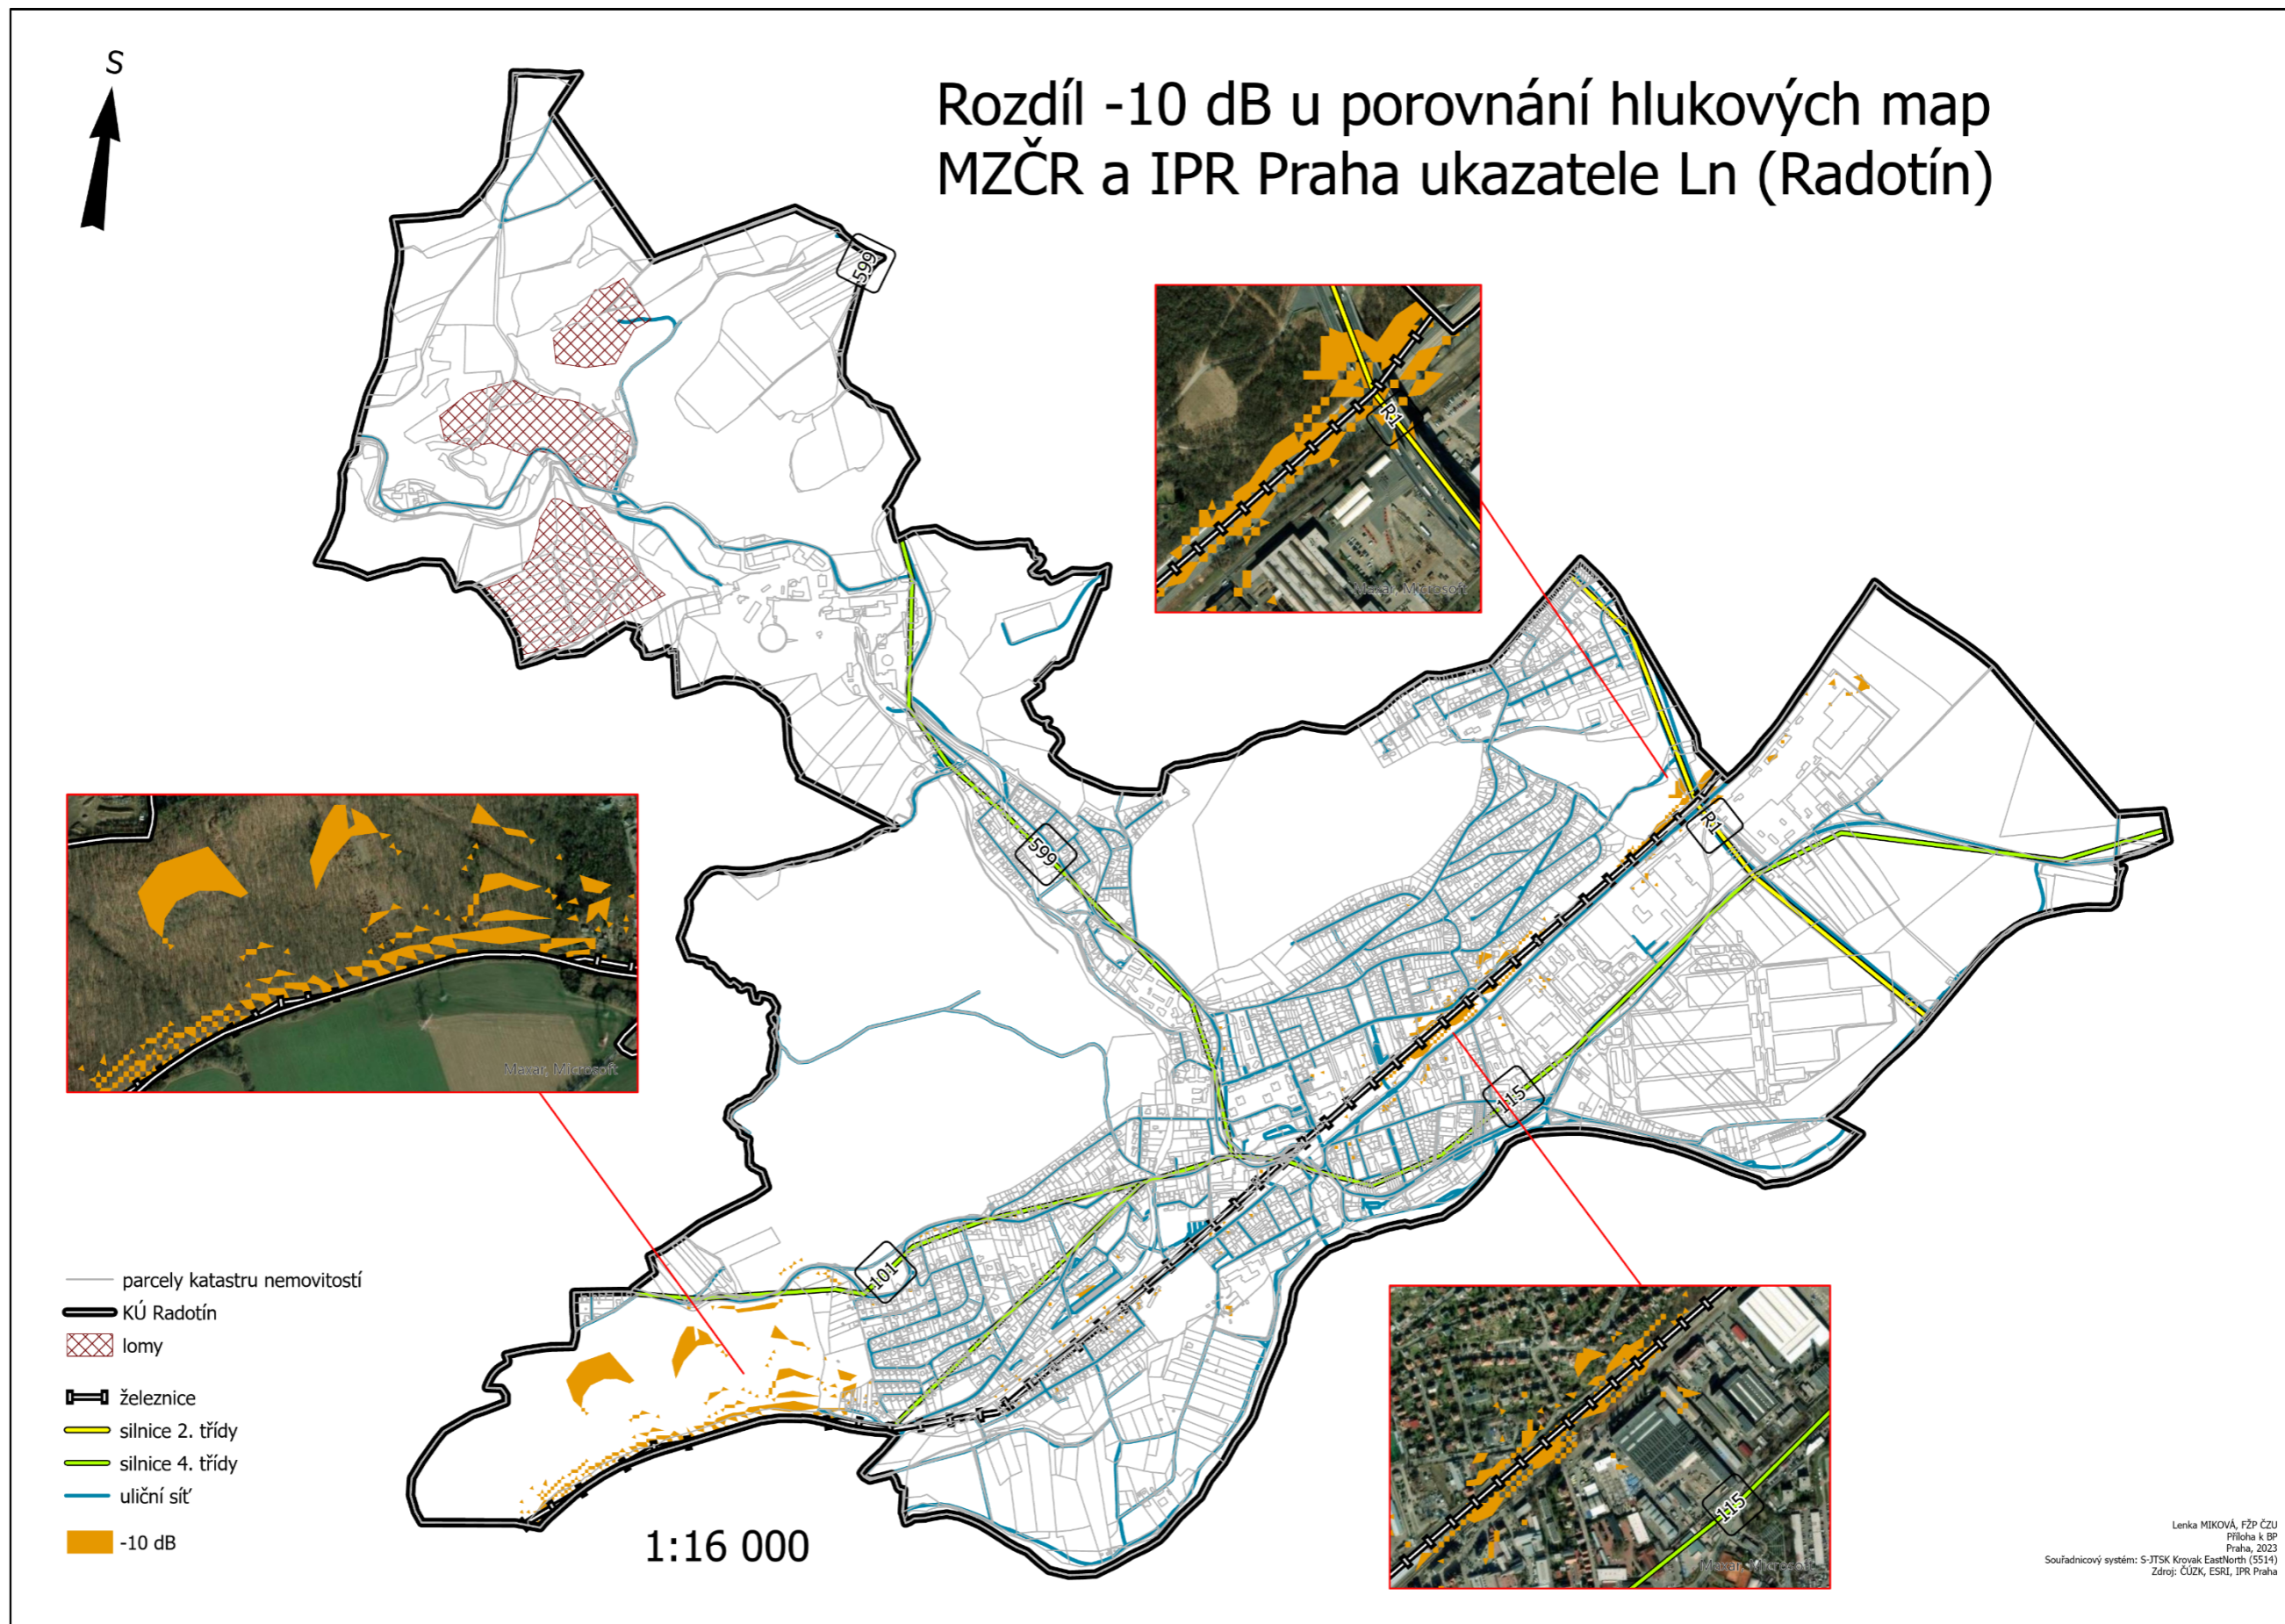 S
Rozdíl -10 dB u porovnání hlukových map
MZČR a IPR Praha ukazatele Ln (Radotín)
599
R1
Maxar, Microsoft
R1
599
Maxar, Microsoft
115
101
parcely katastru nemovitostí
KÚ Radotín
lomy
železnice
silnice 2. třídy
silnice 4. třídy
uliční síť
-10 dB
1:16 000
115
Maxar, Microsoft
Lenka MIKOVÁ, FŽP ČZU
Příloha k BP
Praha, 2023
Souřadnicový systém: S-JTSK Krovak EastNorth (5514)
Zdroj: ČÚZK, ESRI, IPR Praha